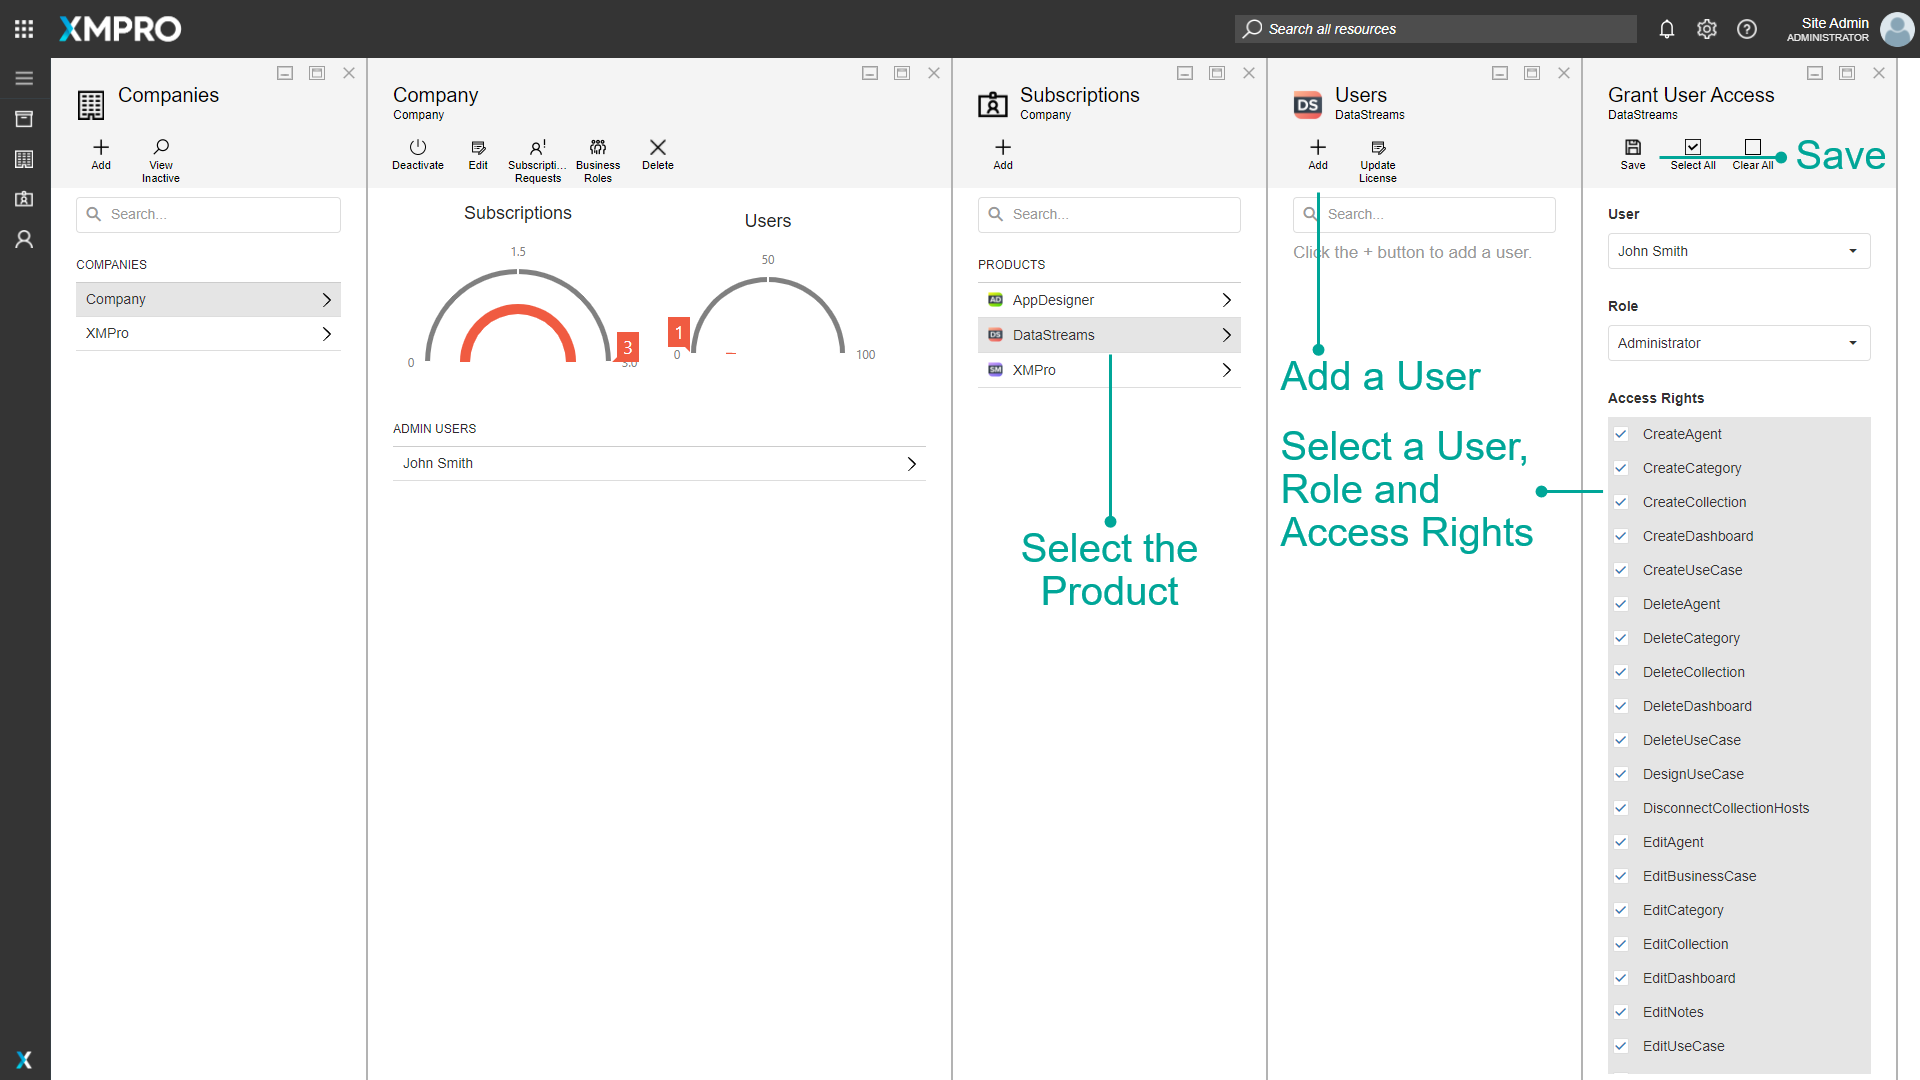 XMPRO
Search all resources
Site Admin
ADMINISTRATOR
Companies
Add
View
Inactive
Search...
COMPANIES
Company
XMPro
Company
Company
Deactivate
Edit
Subscripti...
Requests
Business
Roles
Delete
Subscriptions
1.5
0
3
3.0
Users
50
1
0
100
ADMIN USERS
John Smith
Subscriptions
Company
Add
Search...
PRODUCTS
AD AppDesigner
DS DataStreams
SM XMPro
Select the
Product
DS
Users
DataStreams
Add
Update
License
Search...
Click the + button to add a user.
Add a User
Select a User,
Role and
Access Rights
Grant User Access
DataStreams
Save
Select All
Clear All
Save
User
John Smith
Role
Administrator
Access Rights
CreateAgent
CreateCategory
CreateCollection
CreateDashboard
CreateUseCase
DeleteAgent
DeleteCategory
DeleteCollection
DeleteDashboard
DeleteUseCase
DesignUseCase
DisconnectCollectionHosts
EditAgent
EditBusinessCase
EditCategory
EditCollection
EditDashboard
EditNotes
EditUseCase